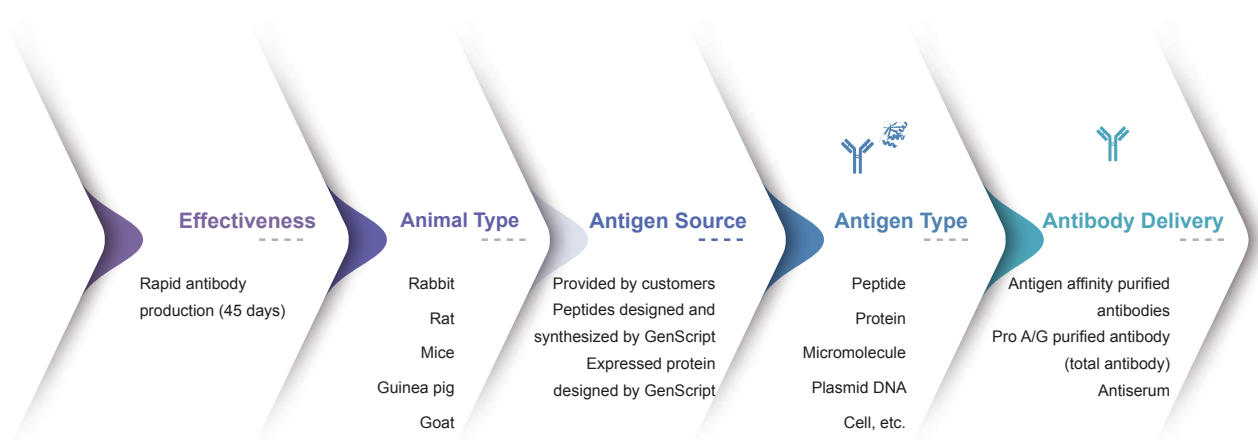 Effectiveness
Rapid antibody
production (45 days)
Animal Type
Rabbit
Rat
Mice
Guinea pig
Goat
Antigen Source
Provided by customers
Peptides designed and
synthesized by GenScript
Expressed protein
designed by GenScript
Antigen Type
Peptide
Protein
Micromolecule
Plasmid DNA
Cell, etc.
Antibody Delivery
Antigen affinity purified
antibodies
Pro A/G purified antibody
(total antibody)
Antiserum